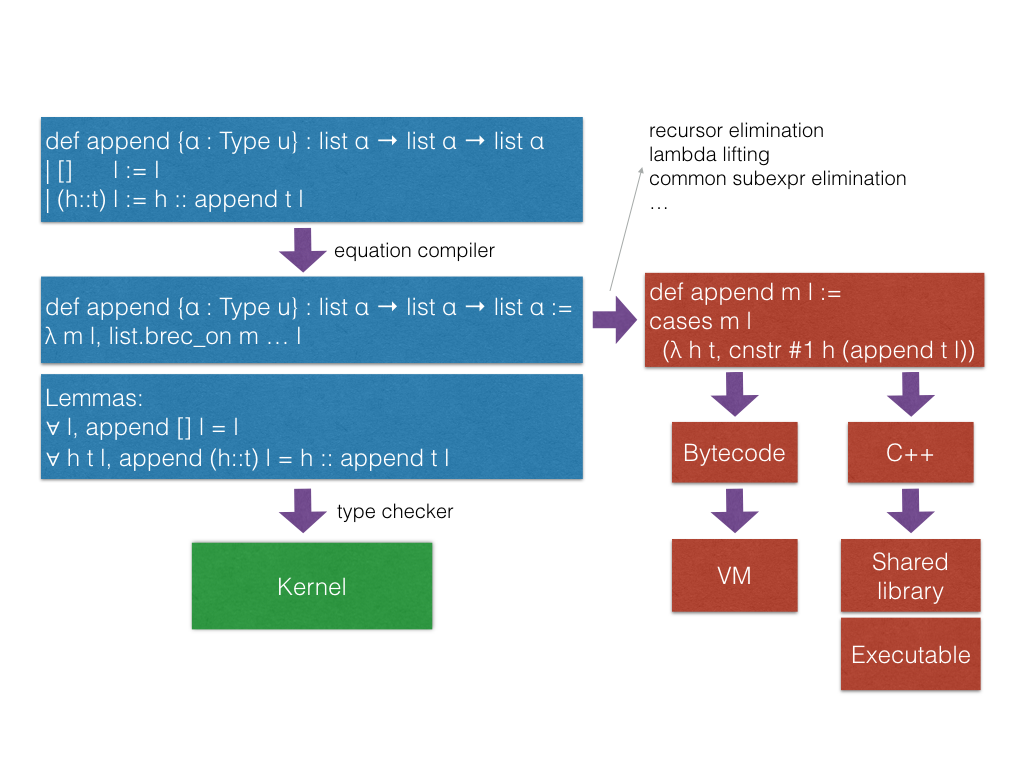 def append {α : Type u} : list α → list α → list α
| [] l := l
| (h::t) l := h :: append t l
equation compiler
def append {α : Type u} : list α → list α → list α :=
λ m l, list.brec_on m … l
Lemmas:
∀ l, append [] l = l
∀ h t l, append (h::t) l = h :: append t l
type checker
Kernel
recursor elimination
lambda lifting
common subexpr elimination
…
def append m l :=
cases m l
(λ h t, cnstr #1 h (append t l))
Bytecode
C++
VM
Shared
library
Executable